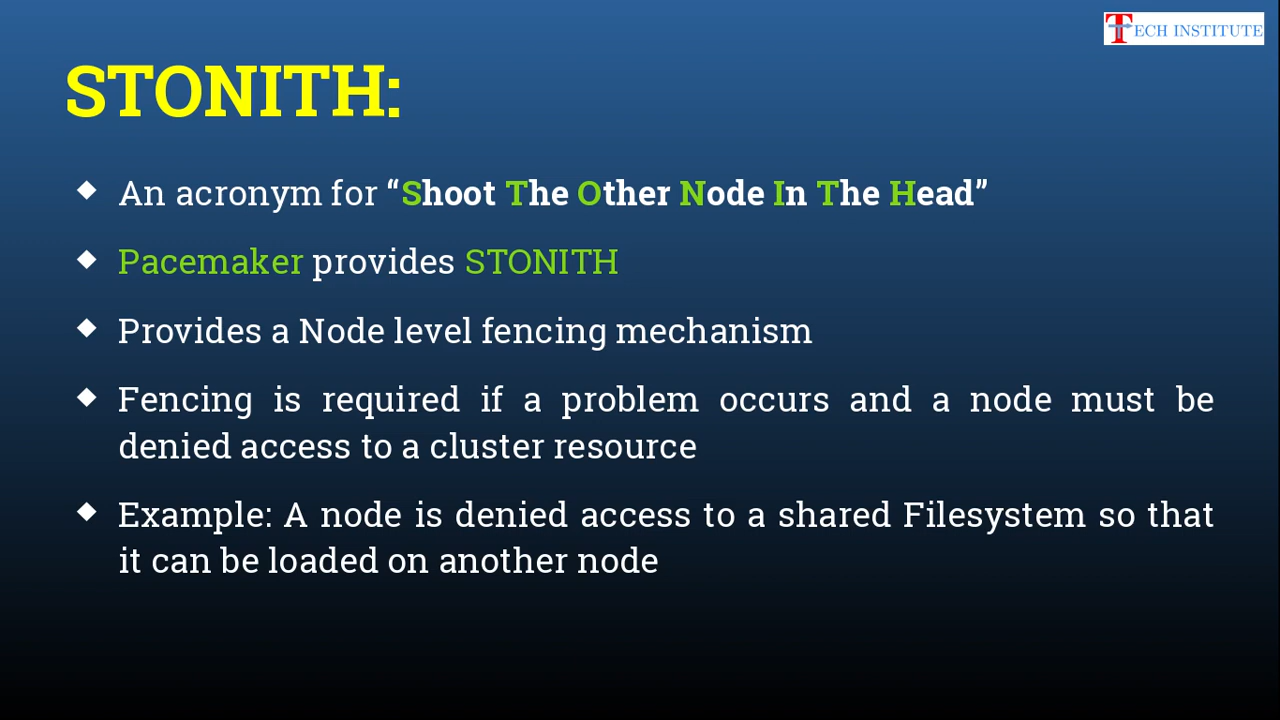 TECH INSTITUTE
STONITH:
◆ An acronym for “Shoot The Other Node In The Head”
◆ Pacemaker provides STONITH
◆ Provides a Node level fencing mechanism
◆ Fencing is required if a problem occurs and a node must be
denied access to a cluster resource
◆ Example: A node is denied access to a shared Filesystem so that
it can be loaded on another node